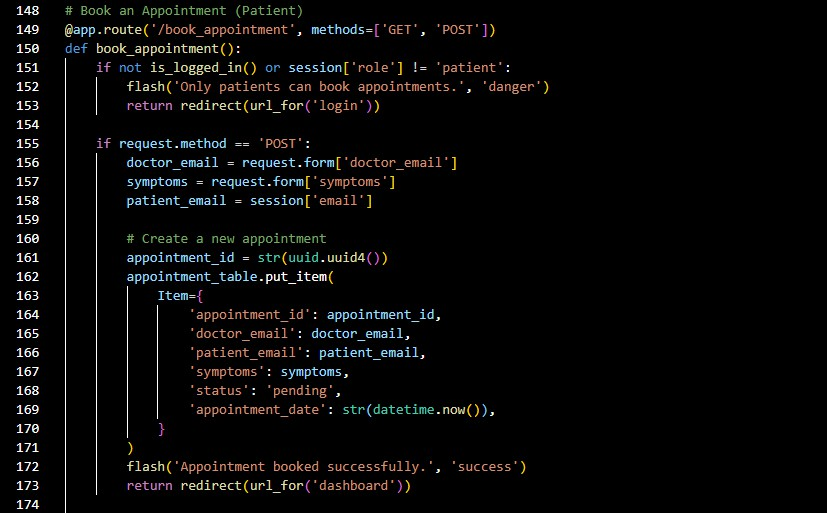 148 # Book an Appointment (Patient)
149 @app.route('/book_appointment', methods=['GET', 'POST'])
150 def book_appointment():
151     if not is_logged_in() or session['role'] != 'patient':
152         flash('Only patients can book appointments.', 'danger')
153         return redirect(url_for('login'))
154
155     if request.method == 'POST':
156         doctor_email = request.form['doctor_email']
157         symptoms = request.form['symptoms']
158         patient_email = session['email']
159
160         # Create a new appointment
161         appointment_id = str(uuid.uuid4())
162         appointment_table.put_item(
163             Item={
164                 'appointment_id': appointment_id,
165                 'doctor_email': doctor_email,
166                 'patient_email': patient_email,
167                 'symptoms': symptoms,
168                 'status': 'pending',
169                 'appointment_date': str(datetime.now()),
170             }
171         )
172         flash('Appointment booked successfully.', 'success')
173         return redirect(url_for('dashboard'))
174